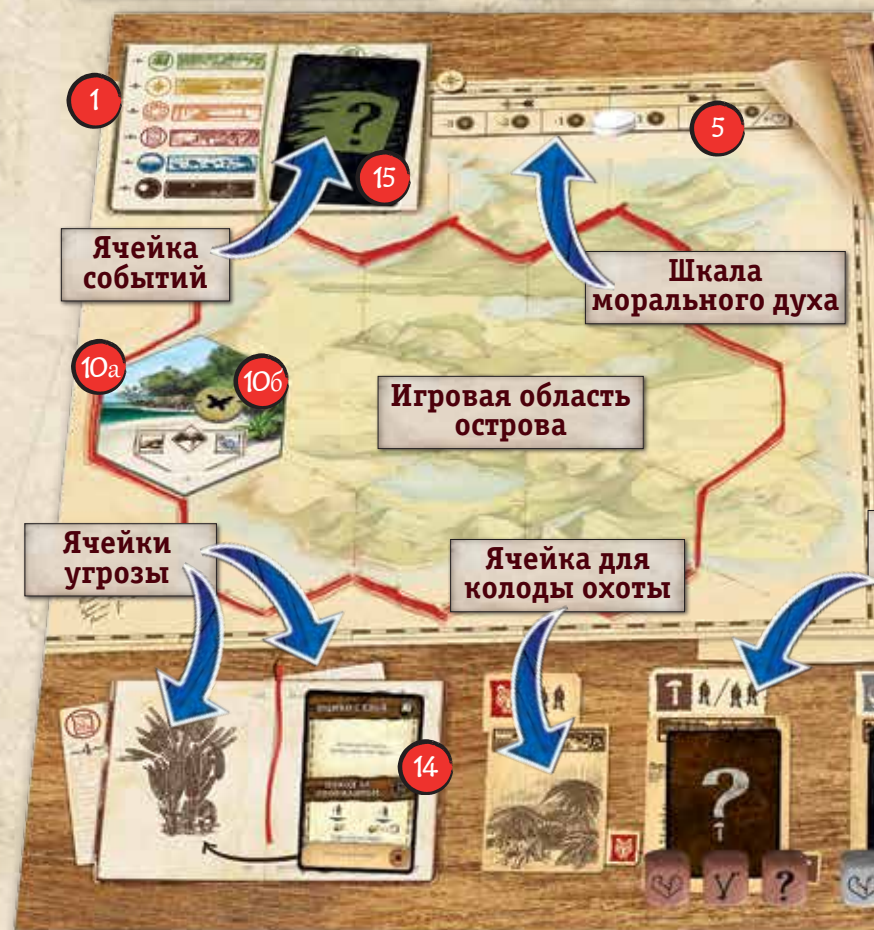 1
15
5
Ячейка
событий
Шкала
морального духа
10а
10б
Игровая область
острова
Ячейки
угрозы
Ячейка для
колоды охоты
14